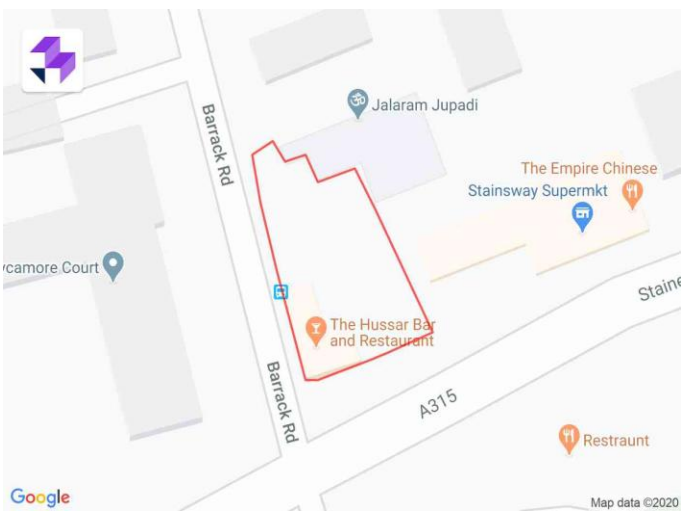 Barrack Rd
Jalaram Jupadi
The Empire Chinese
Stainsway Supermkt
ycamore Court
Staine
The Hussar Bar
and Restaurant
Barrack Rd
A315
Restraunt
Google
Map data ©2020